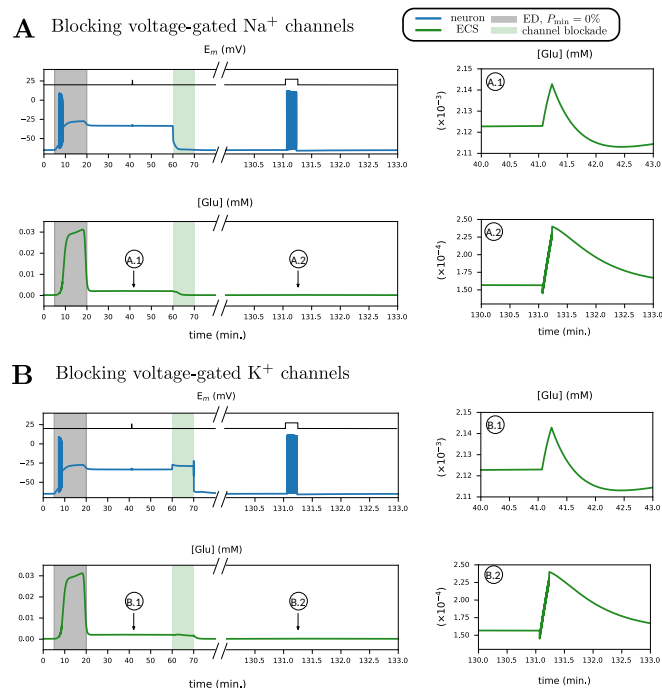 A Blocking voltage-gated Na⁺ channels
neuron
ECS
ED, Pmin = 0%
channel blockade
Em (mV)
25
0
−25
−50
0 10 20 30 40 50 60 70
130.5 131.0 131.5 132.0 132.5 133.0
[Glu] (mM)
0.03
0.02
0.01
0.00
A.1
A.2
0 10 20 30 40 50 60 70
130.5 131.0 131.5 132.0 132.5 133.0
time (min.)
[Glu] (mM)
(×10⁻³)
2.15
2.14
2.13
2.12
2.11
A.1
40.0 40.5 41.0 41.5 42.0 42.5 43.0
(×10⁻⁴)
2.50
2.25
2.00
1.75
1.50
A.2
130.0 130.5 131.0 131.5 132.0 132.5 133.0
time (min.)
B Blocking voltage-gated K⁺ channels
Em (mV)
25
0
−25
−50
0 10 20 30 40 50 60 70
130.5 131.0 131.5 132.0 132.5 133.0
[Glu] (mM)
0.03
0.02
0.01
0.00
B.1
B.2
0 10 20 30 40 50 60 70
130.5 131.0 131.5 132.0 132.5 133.0
time (min.)
[Glu] (mM)
(×10⁻³)
2.15
2.14
2.13
2.12
2.11
B.1
40.0 40.5 41.0 41.5 42.0 42.5 43.0
(×10⁻⁴)
2.50
2.25
2.00
1.75
1.50
B.2
130.0 130.5 131.0 131.5 132.0 132.5 133.0
time (min.)